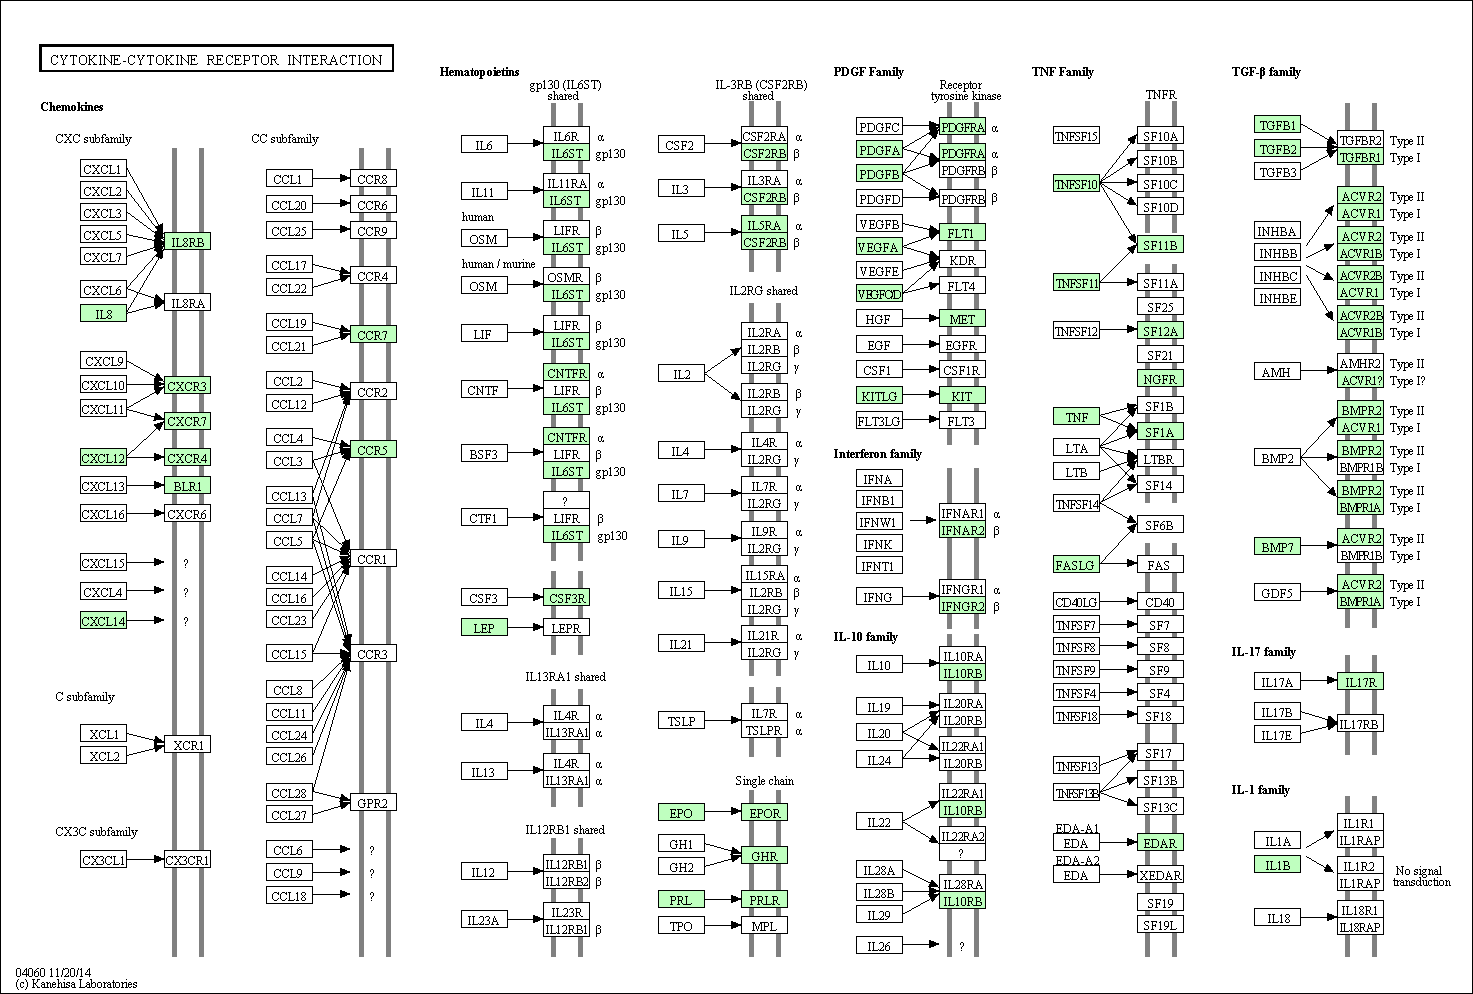 CYTOKINE-CYTOKINE RECEPTOR INTERACTION
Chemokines
CXC subfamily
CXCL1
CXCL2
CXCL3
CXCL5
CXCL7
IL8RB
CXCL6
IL8RA
IL8
CXCL9
CXCL10
CXCR3
CXCL11
CXCR7
CXCL12
CXCR4
CXCL13
BLR1
CXCL16
CXCR6
CXCL15
?
CXCL4
?
CXCL14
?
C subfamily
XCL1
XCL2
XCR1
CX3C subfamily
CX3CL1
CX3CR1
CC subfamily
CCL1
CCR8
CCL20
CCR6
CCL25
CCR9
CCL17
CCL22
CCR4
CCL19
CCL21
CCR7
CCL2
CCL12
CCR2
CCL4
CCL3
CCR5
CCL13
CCL7
CCL5
CCR1
CCL14
CCL16
CCL23
CCL15
CCR3
CCL8
CCL11
CCL24
CCL26
CCL28
CCL27
GPR2
CCL6
?
CCL9
?
CCL18
?
04060 11/20/14
(c) Kanehisa Laboratories
Hematopoietins
gp130 (IL6ST)
shared
IL6
IL6R α
IL6ST gp130
IL11
IL11RA α
IL6ST gp130
human
OSM
LIFR β
IL6ST gp130
human / murine
OSM
OSMR β
IL6ST gp130
LIF
LIFR β
IL6ST gp130
CNTF
CNTFR α
LIFR β
IL6ST gp130
BSF3
CNTFR α
LIFR β
IL6ST gp130
CTF1
?
LIFR β
IL6ST gp130
CSF3
CSF3R
LEP
LEPR
IL13RA1 shared
IL4
IL4R α
IL13RA1 α
IL13
IL4R α
IL13RA1 α
IL12RB1 shared
IL12
IL12RB1 β
IL12RB2 β
IL23A
IL23R
IL12RB1 β
IL-3RB (CSF2RB)
shared
CSF2
CSF2RA α
CSF2RB β
IL3
IL3RA α
CSF2RB β
IL5
IL5RA α
CSF2RB β
IL2RG shared
IL2
IL2RA α
IL2RB β
IL2RG γ
IL2RB β
IL2RG γ
IL4
IL4R α
IL2RG γ
IL7
IL7R α
IL2RG γ
IL9
IL9R α
IL2RG γ
IL15
IL15RA α
IL2RB β
IL2RG γ
IL21
IL21R α
IL2RG γ
TSLP
IL7R α
TSLPR α
Single chain
EPO
EPOR
GH1
GH2
GHR
PRL
PRLR
TPO
MPL
PDGF Family
Receptor
tyrosine kinase
PDGFC
PDGFRA α
PDGFA
PDGFRA α
PDGFRB β
PDGFB
PDGFD
PDGFRB β
VEGFB
FLT1
VEGFA
VEGFE
KDR
VEGFC/D
FLT4
HGF
MET
EGF
EGFR
CSF1
CSF1R
KITLG
KIT
FLT3LG
FLT3
Interferon family
IFNA
IFNB1
IFNW1
IFNK
IFNT1
IFNAR1 α
IFNAR2 β
IFNG
IFNGR1 α
IFNGR2 β
IL-10 family
IL10
IL10RA
IL10RB
IL19
IL20
IL24
IL20RA
IL20RB
IL22RA1
IL20RB
IL22
IL22RA1
IL10RB
IL22RA2
?
IL28A
IL28B
IL29
IL28RA
IL10RB
IL26
?
TNF Family
TNFR
TNFSF15
SF10A
SF10B
TNFSF10
SF10C
SF10D
SF11B
TNFSF11
SF11A
SF25
TNFSF12
SF12A
SF21
NGFR
TNF
SF1B
SF1A
LTA
LTB
LTBR
SF14
TNFSF14
SF6B
FASLG
FAS
CD40LG
CD40
TNFSF7
SF7
TNFSF8
SF8
TNFSF9
SF9
TNFSF4
SF4
TNFSF18
SF18
TNFSF13
SF17
TNFSF13B
SF13B
SF13C
EDA-A1
EDA
EDAR
EDA-A2
EDA
XEDAR
SF19
SF19L
TGF-β family
TGFB1
TGFB2
TGFB3
TGFBR2 Type II
TGFBR1 Type I
INHBA
INHBB
INHBC
INHBE
ACVR2 Type II
ACVR1 Type I
ACVR2 Type II
ACVR1B Type I
ACVR2B Type II
ACVR1 Type I
ACVR2B Type II
ACVR1B Type I
AMH
AMHR2 Type II
ACVR1? Type I?
BMP2
BMPR2 Type II
ACVR1 Type I
BMPR2 Type II
BMPR1B Type I
BMPR2 Type II
BMPR1A Type I
BMP7
ACVR2 Type II
BMPR1B Type I
GDF5
ACVR2 Type II
BMPR1A Type I
IL-17 family
IL17A
IL17R
IL17B
IL17E
IL17RB
IL-1 family
IL1A
IL1B
IL1R1
IL1RAP
IL1R2
IL1RAP
No signal
transduction
IL18
IL18R1
IL18RAP